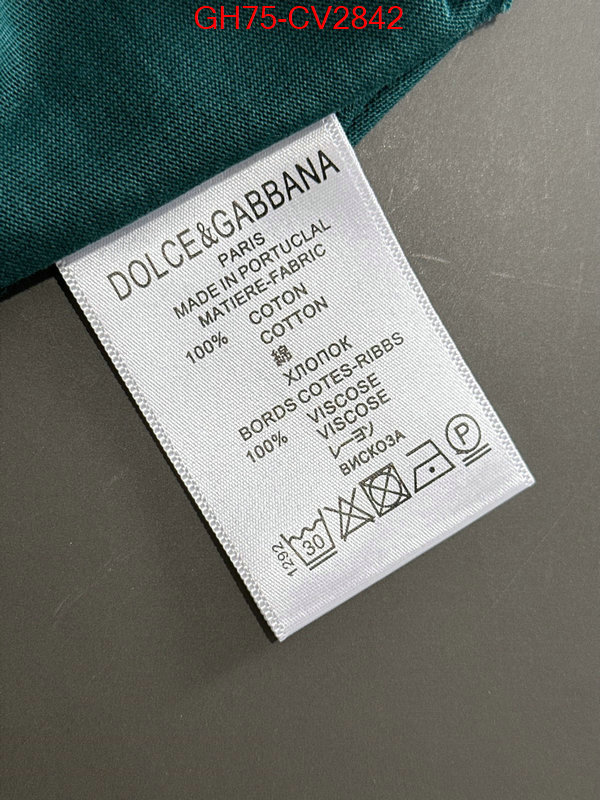 GH75-CV2842
DOLCE&GABBANA
PARIS
MADE IN PORTUCLAL
MATIERE-FABRIC
100% COTON
COTTON
綿
ХЛОПОК
BORDS COTES-RIBBS
100% VISCOSE
VISCOSE
レーヨン
ВИСКОЗА
1292 30 P